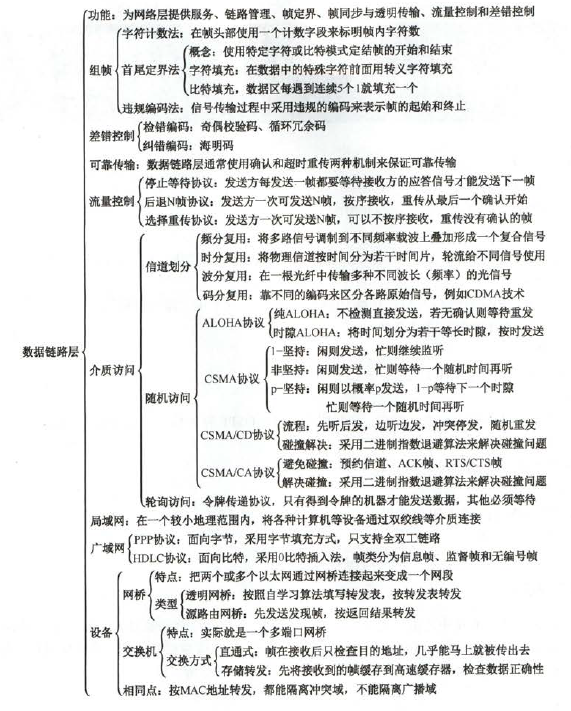 功能：为网络层提供服务、链路管理、帧定界、帧同步与透明传输、流量控制和差错控制
字符计数法：在帧头部使用一个计数字段来标明帧内字符数
组帧
首尾定界法
概念：使用特定字符或比特模式定结帧的开始和结束
字符填充：在数据中的特殊字符前面用转义字符填充
比特填充，数据区每遇到连续5个1就填充一个
违规编码法：信号传输过程中采用违规的编码来表示帧的起始和终止
差错控制
检错编码：奇偶校验码、循环冗余码
纠错编码：海明码
可靠传输：数据链路层通常使用确认和超时重传两种机制来保证可靠传输
流量控制
停止等待协议：发送方每发送一帧都要等待接收方的应答信号才能发送下一帧
后退N帧协议：发送方一次可发送N帧，按序接收，重传从最后一个确认开始
选择重传协议：发送方一次可发送N帧，可以不按序接收，重传没有确认的帧
数据链路层
介质访问
信道划分
频分复用：将多路信号调制到不同频率载波上叠加形成一个复合信号
时分复用：将物理信道按时间分为若干时间片，轮流给不同信号使用
波分复用：在一根光纤中传输多种不同波长（频率）的光信号
码分复用：靠不同的编码来区分各路原始信号，例如CDMA技术
随机访问
ALOHA协议
纯ALOHA：不检测直接发送，若无确认则等待重发
时隙ALOHA：将时间划分为若干等长时隙，按时发送
CSMA协议
1-坚持：闲则发送，忙则继续监听
非坚持：闲则发送，忙则等待一个随机时间再听
p-坚持：闲则以概率p发送，1-p等待下一个时隙
忙则等待一个随机时间再听
CSMA/CD协议
流程：先听后发，边听边发，冲突停发，随机重发
碰撞解决：采用二进制指数退避算法来解决碰撞问题
CSMA/CA协议
避免碰撞：预约信道、ACK帧、RTS/CTS帧
解决碰撞：采用二进制指数退避算法来解决碰撞问题
轮询访问：令牌传递协议，只有得到令牌的机器才能发送数据，其他必须等待
局域网：在一个较小地理范围内，将各种计算机等设备通过双绞线等介质连接
广域网
PPP协议：面向字节，采用字节填充方式，只支持全双工链路
HDLC协议：面向比特，采用0比特插入法，帧类分为信息帧、监督帧和无编号帧
设备
网桥
特点：把两个或多个以太网通过网桥连接起来变成一个网段
类型
透明网桥：按照自学习算法填写转发表，按转发表转发
源路由网桥：先发送发现帧，按返回结果转发
交换机
特点：实际就是一个多端口网桥
交换方式
直通式：帧在接收后只检查目的地址，几乎能马上就被传出去
存储转发：先将接收到的帧缓存到高速缓存器，检查数据正确性
相同点：按MAC地址转发，都能隔离冲突域，不能隔离广播域